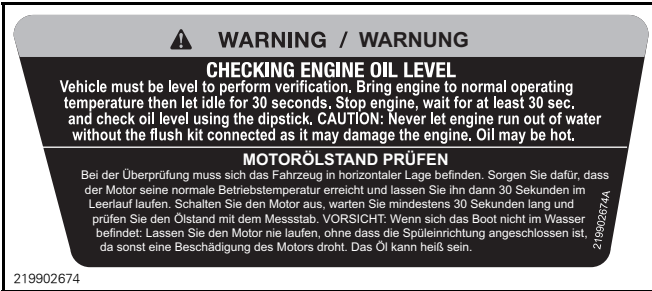 WARNING / WARNUNG
CHECKING ENGINE OIL LEVEL
Vehicle must be level to perform verification. Bring engine to normal operating
temperature then let idle for 30 seconds. Stop engine, wait for at least 30 sec.
and check oil level using the dipstick. CAUTION: Never let engine run out of water
without the flush kit connected as it may damage the engine. Oil may be hot.
MOTORÖLSTAND PRÜFEN
Bei der Überprüfung muss sich das Fahrzeug in horizontaler Lage befinden. Sorgen Sie dafür, dass
der Motor seine normale Betriebstemperatur erreicht und lassen Sie ihn dann 30 Sekunden im
Leerlauf laufen. Schalten Sie den Motor aus, warten Sie mindestens 30 Sekunden lang und
prüfen Sie den Ölstand mit dem Messstab. VORSICHT: Wenn sich das Boot nicht im Wasser
befindet: Lassen Sie den Motor nie laufen, ohne dass die Spüleinrichtung angeschlossen ist,
da sonst eine Beschädigung des Motors droht. Das Öl kann heiß sein.
219902674A
219902674